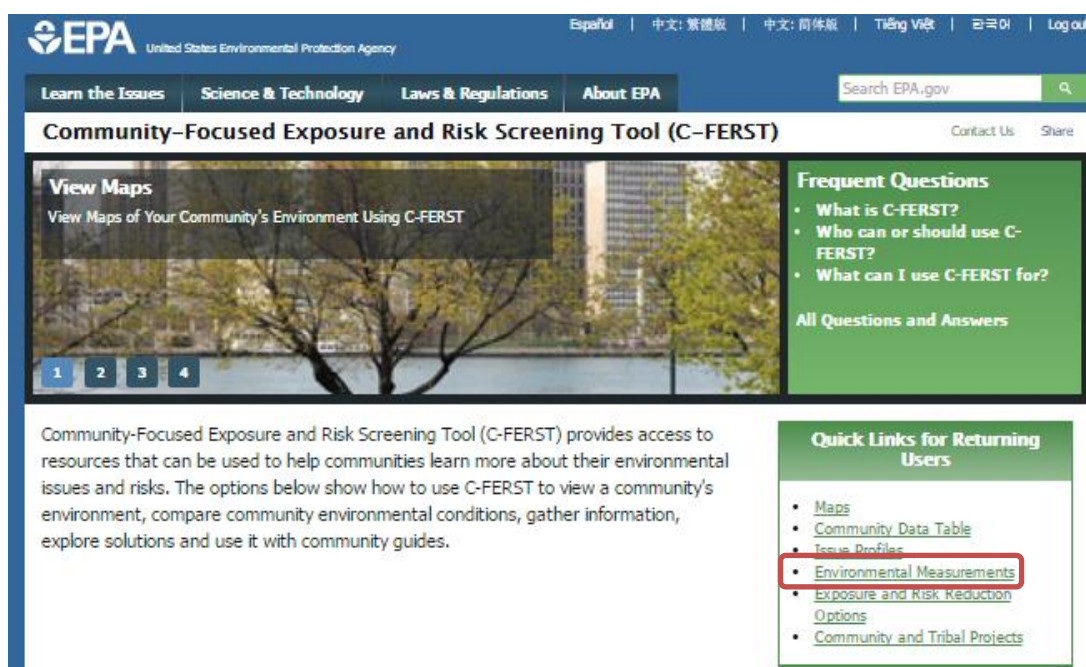 Español | 中文: 繁體版 | 中文: 简体版 | Tiếng Việt | 한국어 | Log out
EPA United States Environmental Protection Agency
Learn the Issues Science & Technology Laws & Regulations About EPA
Search EPA.gov
Community-Focused Exposure and Risk Screening Tool (C-FERST)
Contact Us Share
View Maps
View Maps of Your Community's Environment Using C-FERST
1 2 3 4
Frequent Questions
• What is C-FERST?
• Who can or should use C-
FERST?
• What can I use C-FERST for?
All Questions and Answers
Community-Focused Exposure and Risk Screening Tool (C-FERST) provides access to
resources that can be used to help communities learn more about their environmental
issues and risks. The options below show how to use C-FERST to view a community's
environment, compare community environmental conditions, gather information,
explore solutions and use it with community guides.
Quick Links for Returning
Users
• Maps
• Community Data Table
• Issue Profiles
• Environmental Measurements
• Exposure and Risk Reduction
Options
• Community and Tribal Projects